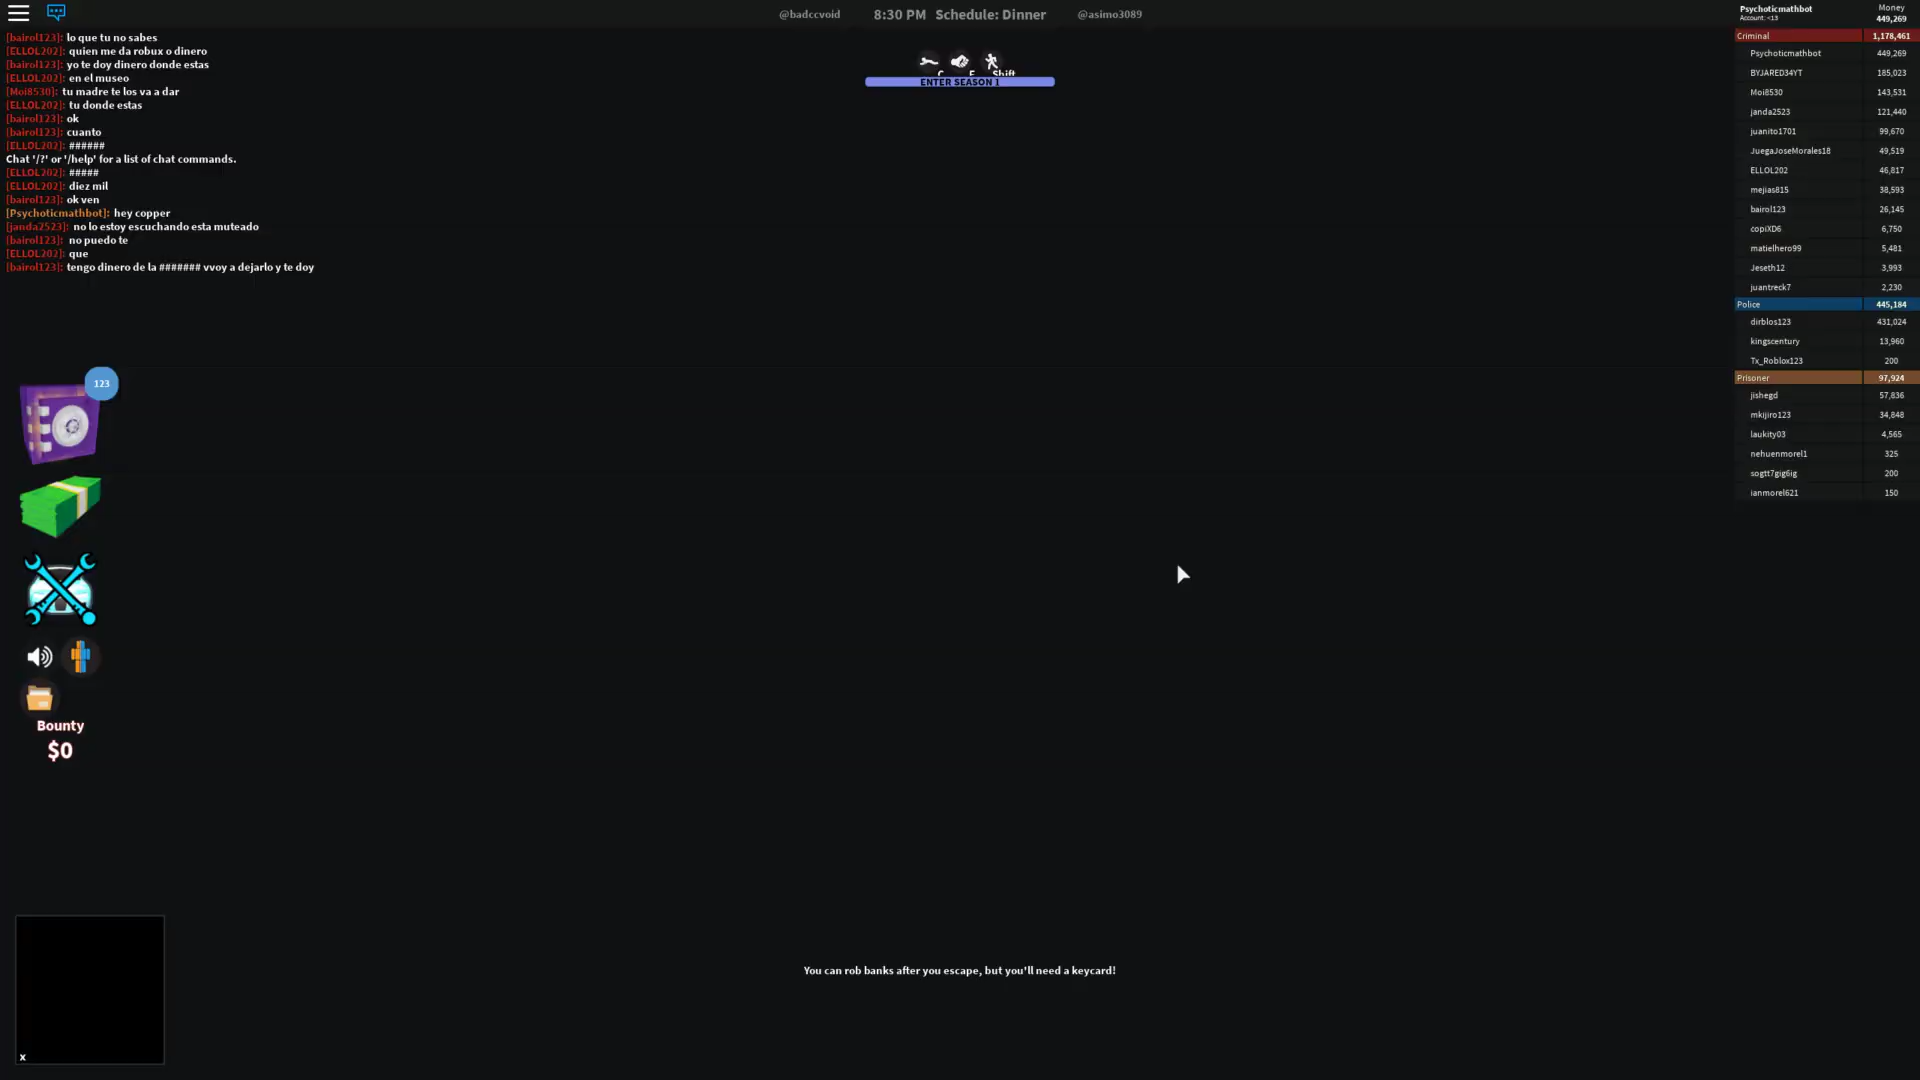 @badccvoid 8:30 PM Schedule: Dinner @asimo3089
C E Shift
ENTER SEASON 1
[bairol123]: lo que tu no sabes
[ELLOL202]: quien me da robux o dinero
[bairol123]: yo te doy dinero donde estas
[ELLOL202]: en el museo
[Moi8530]: tu madre te los va a dar
[ELLOL202]: tu donde estas
[bairol123]: ok
[bairol123]: cuanto
[ELLOL202]: ######
Chat '/?' or '/help' for a list of chat commands.
[ELLOL202]: #####
[ELLOL202]: diez mil
[bairol123]: ok ven
[Psychoticmathbot]: hey copper
[janda2523]: no lo estoy escuchando esta muteado
[bairol123]: no puedo te
[ELLOL202]: que
[bairol123]: tengo dinero de la ####### vvoy a dejarlo y te doy
123
Bounty
$0
x
You can rob banks after you escape, but you'll need a keycard!
Psychoticmathbot Money
Account: <13 449,269
Criminal 1,178,461
Psychoticmathbot 449,269
BYJARED34YT 185,023
Moi8530 143,531
janda2523 121,440
juanito1701 99,670
JuegaJoseMorales18 49,519
ELLOL202 46,817
mejias815 38,593
bairol123 26,145
copiXD6 6,750
matielhero99 5,481
Jeseth12 3,993
juantreck7 2,230
Police 445,184
dirblos123 431,024
kingscentury 13,960
Tx_Roblox123 200
Prisoner 97,924
jishegd 57,836
mkijiro123 34,848
laukity03 4,565
nehuenmorel1 325
sogtt7gig6ig 200
ianmorel621 150